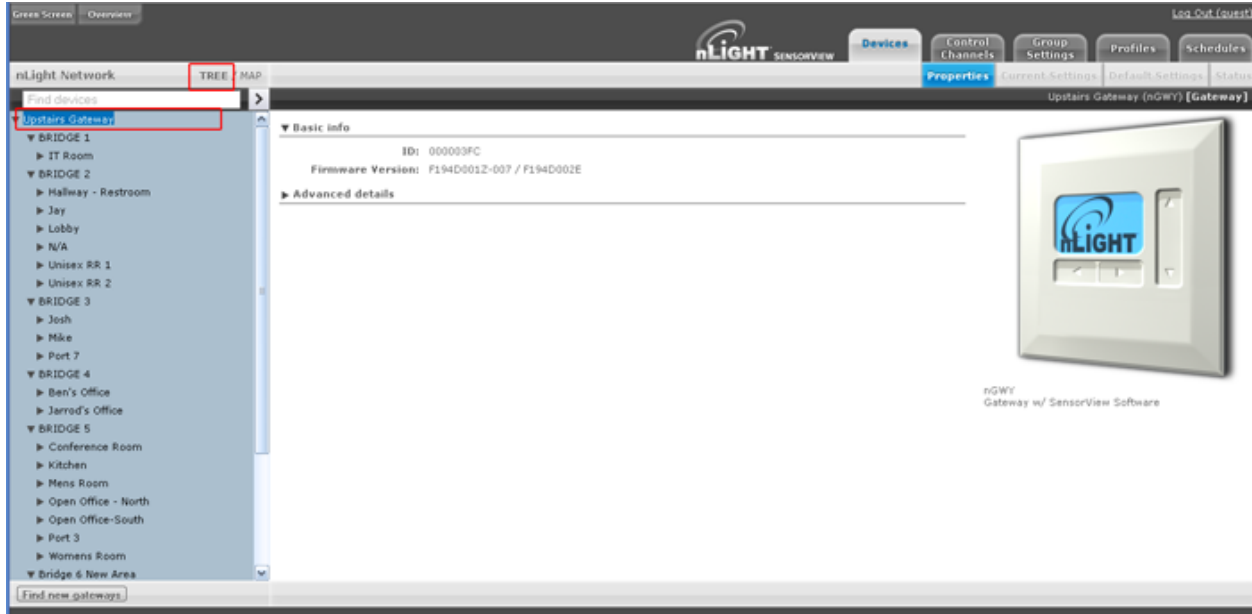 Green Screen Overview
Log Out (guest)
nLIGHT SENSORVIEW
Devices
Control Channels
Group Settings
Profiles
Schedules
nLight Network TREE / MAP
Properties Current Settings Default Settings Status
Find devices
>
Upstairs Gateway (nGWY) [Gateway]
Upstairs Gateway
BRIDGE 1
IT Room
BRIDGE 2
Hallway - Restroom
Jay
Lobby
N/A
Unisex RR 1
Unisex RR 2
BRIDGE 3
Josh
Mike
Port 7
BRIDGE 4
Ben's Office
Jarrod's Office
BRIDGE 5
Conference Room
Kitchen
Mens Room
Open Office - North
Open Office-South
Port 3
Womens Room
Bridge 6 New Area
Find new gateways
Basic info
ID: 000003FC
Firmware Version: F194D001Z-007 / F194D002E
Advanced details
nLIGHT
nGWY
Gateway w/ SensorView Software